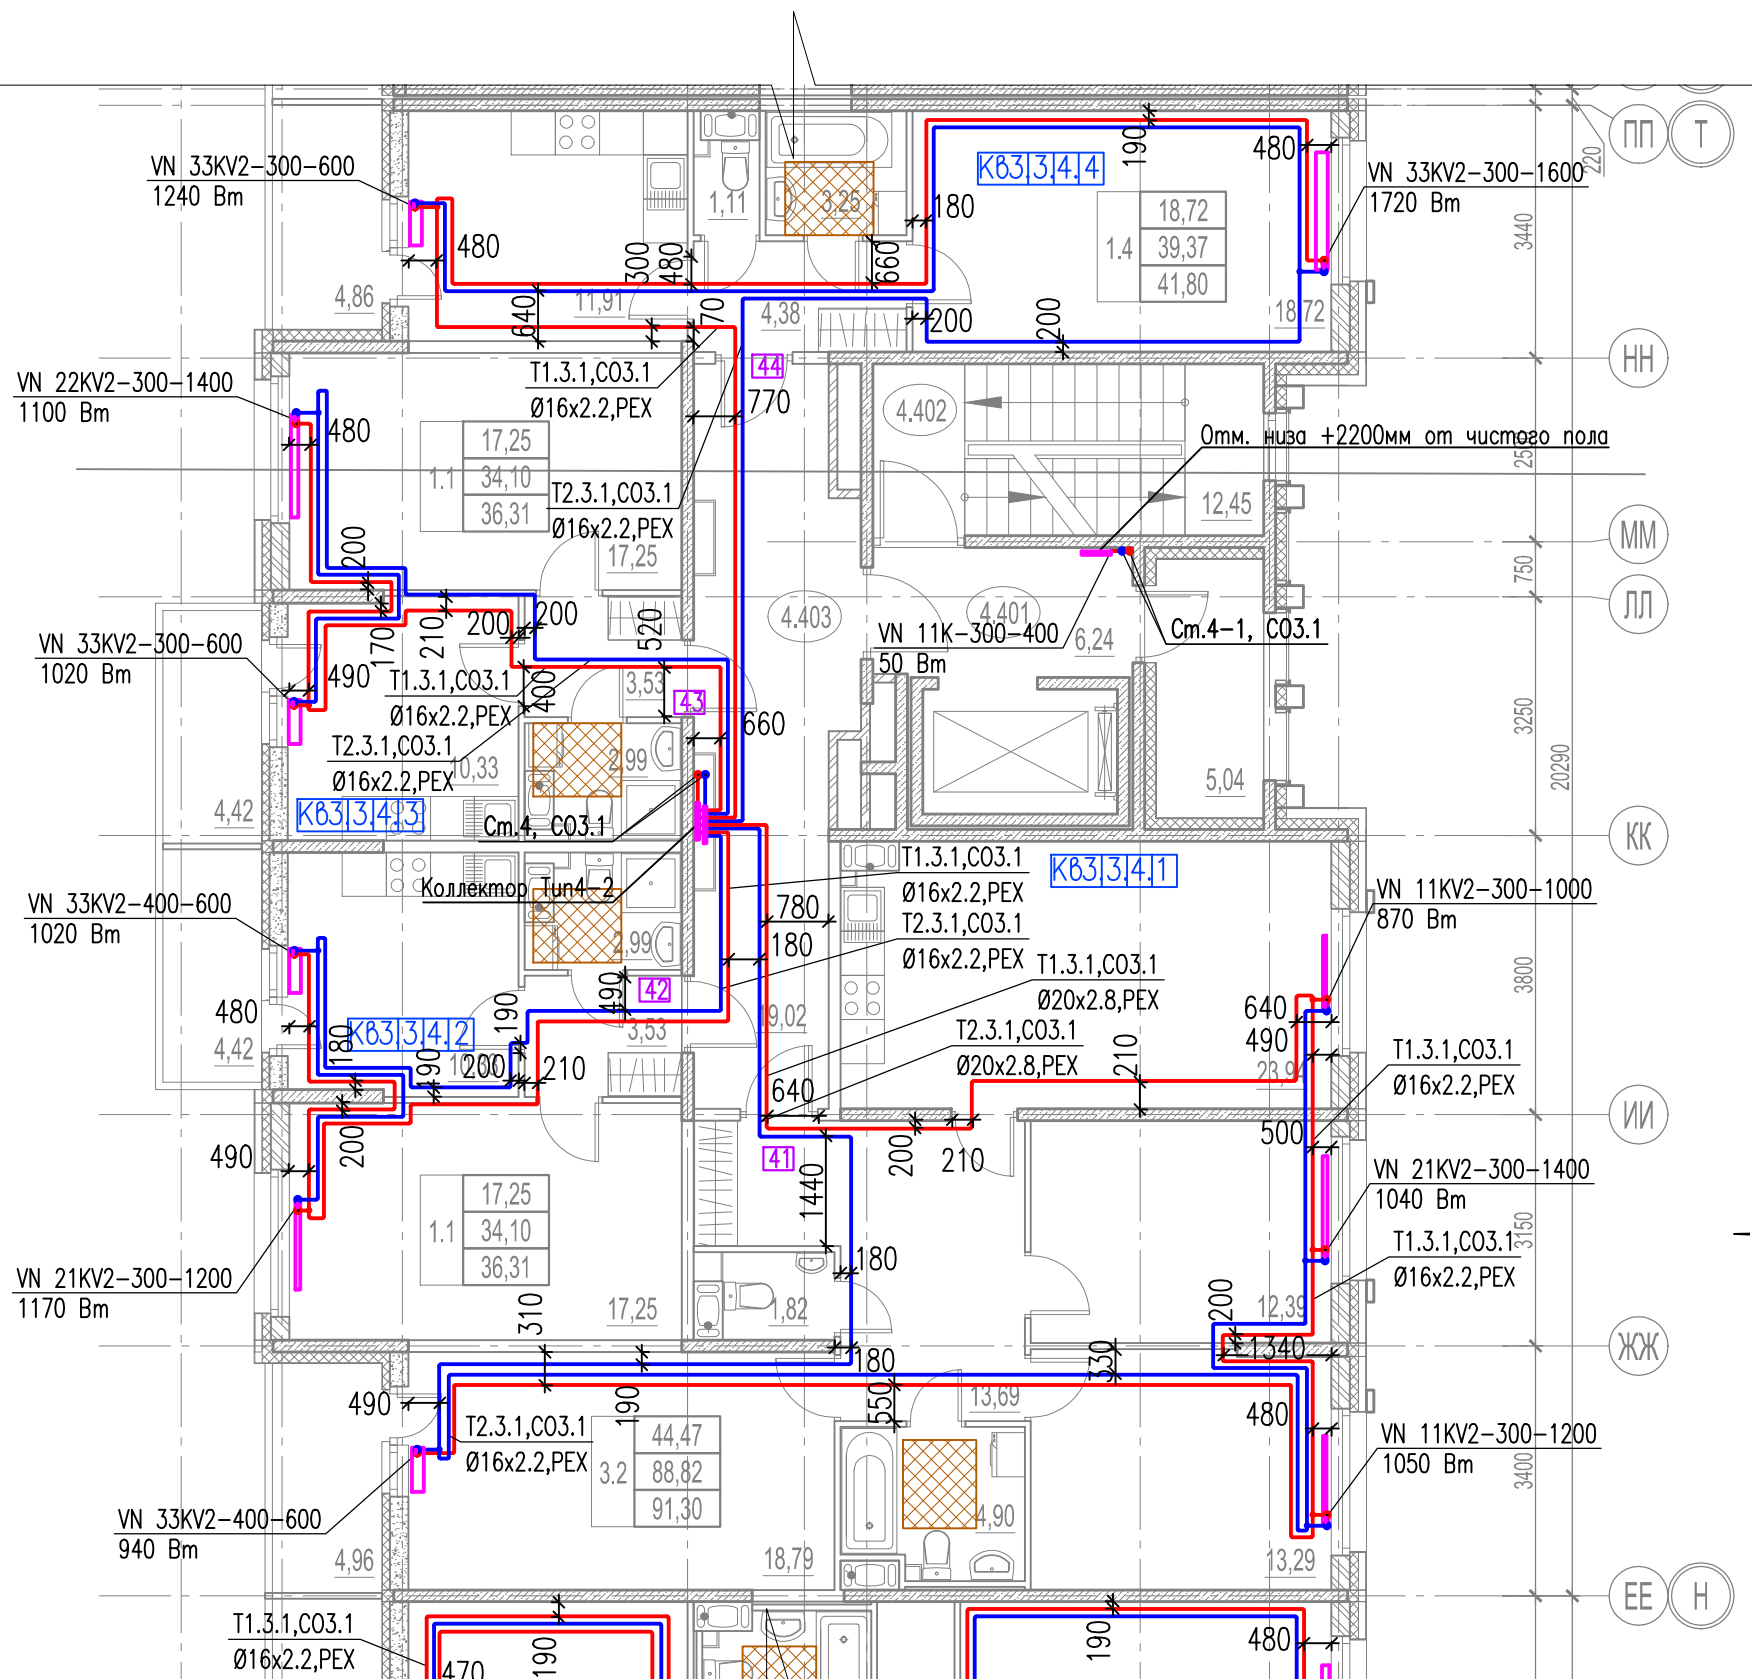 ПП
Т
220
190
480
Кв3.3.4.4
VN 33KV2-300-600
1240 Вт
VN 33KV2-300-1600
1720 Вт
1,11
3,25
180
18,72
1.4
39,37
41,80
3440
480
300
480
660
4,86
11,91
640
70
4,38
200
200
18,72
НН
44
T1.3.1,CO3.1
Ø16x2.2,PEX
770
VN 22KV2-300-1400
1100 Вт
480
17,25
1.1
34,10
36,31
4.402
Отм. низа +2200мм от чистого пола
T2.3.1,CO3.1
Ø16x2.2,PEX
12,45
ММ
200
17,25
750
ЛЛ
4.403
4.401
170
210
200
200
520
VN 11K-300-400
50 Вт
6,24
Ст.4-1, CO3.1
VN 33KV2-300-600
1020 Вт
490
T1.3.1,CO3.1
Ø16x2.2,PEX
400
3,53
43
660
3250
T2.3.1,CO3.1
Ø16x2.2,PEX
10,33
2,99
5,04
20290
Кв3.3.4.3
4,42
Ст.4, CO3.1
КК
Коллектор Тип4-2
T1.3.1,CO3.1
Ø16x2.2,PEX
Кв3.3.4.1
VN 11KV2-300-1000
870 Вт
VN 33KV2-400-600
1020 Вт
780
180
T2.3.1,CO3.1
Ø16x2.2,PEX
2,99
T1.3.1,CO3.1
Ø20x2.8,PEX
3800
480
180
Кв3.3.4.2
190
490
42
3,53
19,02
T2.3.1,CO3.1
Ø20x2.8,PEX
640
490
4,42
190
200
210
210
T1.3.1,CO3.1
Ø16x2.2,PEX
640
ИИ
490
200
41
1440
200
210
500
VN 21KV2-300-1400
1040 Вт
17,25
1.1
34,10
36,31
3150
T1.3.1,CO3.1
Ø16x2.2,PEX
VN 21KV2-300-1200
1170 Вт
180
310
17,25
1,82
12,39
200
1340
ЖЖ
180
330
490
190
550
13,69
480
T2.3.1,CO3.1
Ø16x2.2,PEX
44,47
3.2
88,82
91,30
VN 11KV2-300-1200
1050 Вт
3400
VN 33KV2-400-600
940 Вт
4,90
4,96
18,79
13,29
ЕЕ
Н
T1.3.1,CO3.1
Ø16x2.2,PEX
470
190
190
480